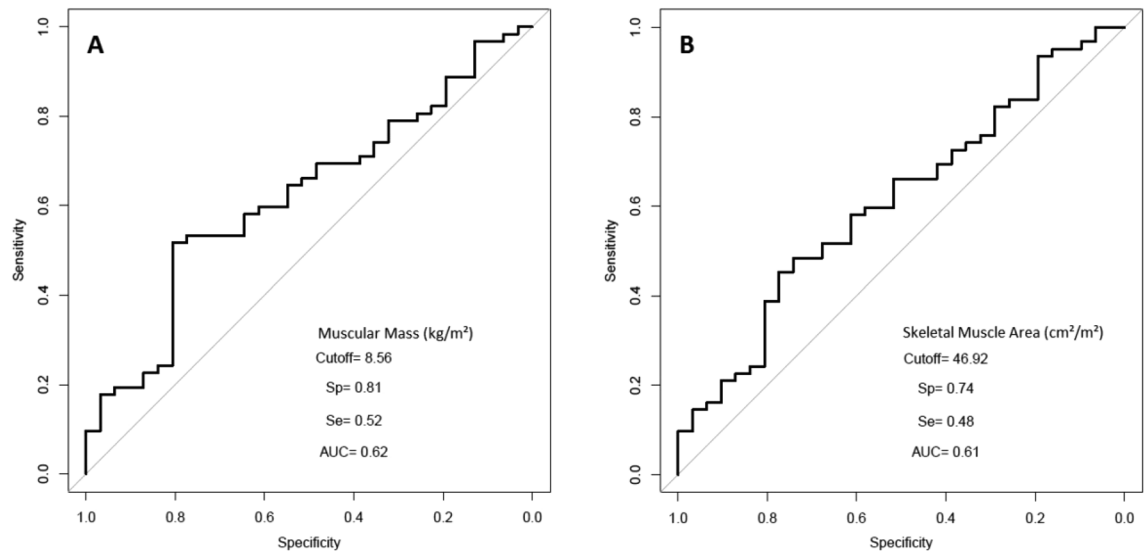 A
1.0
0.8
0.6
0.4
0.2
0.0
Sensitivity
Muscular Mass (kg/m²)
Cutoff= 8.56
Sp= 0.81
Se= 0.52
AUC= 0.62
1.0 0.8 0.6 0.4 0.2 0.0
Specificity
B
1.0
0.8
0.6
0.4
0.2
0.0
Sensitivity
Skeletal Muscle Area (cm²/m²)
Cutoff= 46.92
Sp= 0.74
Se= 0.48
AUC= 0.61
1.0 0.8 0.6 0.4 0.2 0.0
Specificity